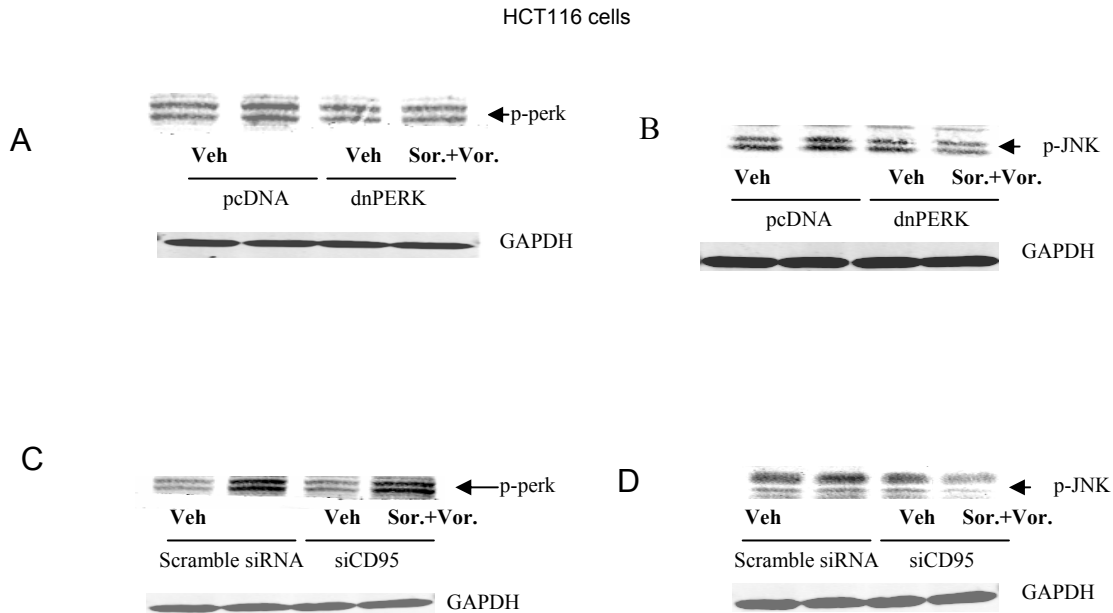 HCT116 cells
A
p-perk
Veh Veh Sor.+Vor.
pcDNA dnPERK
GAPDH
B
p-JNK
Veh Veh Sor.+Vor.
pcDNA dnPERK
GAPDH
C
p-perk
Veh Veh Sor.+Vor.
Scramble siRNA siCD95
GAPDH
D
p-JNK
Veh Veh Sor.+Vor.
Scramble siRNA siCD95
GAPDH